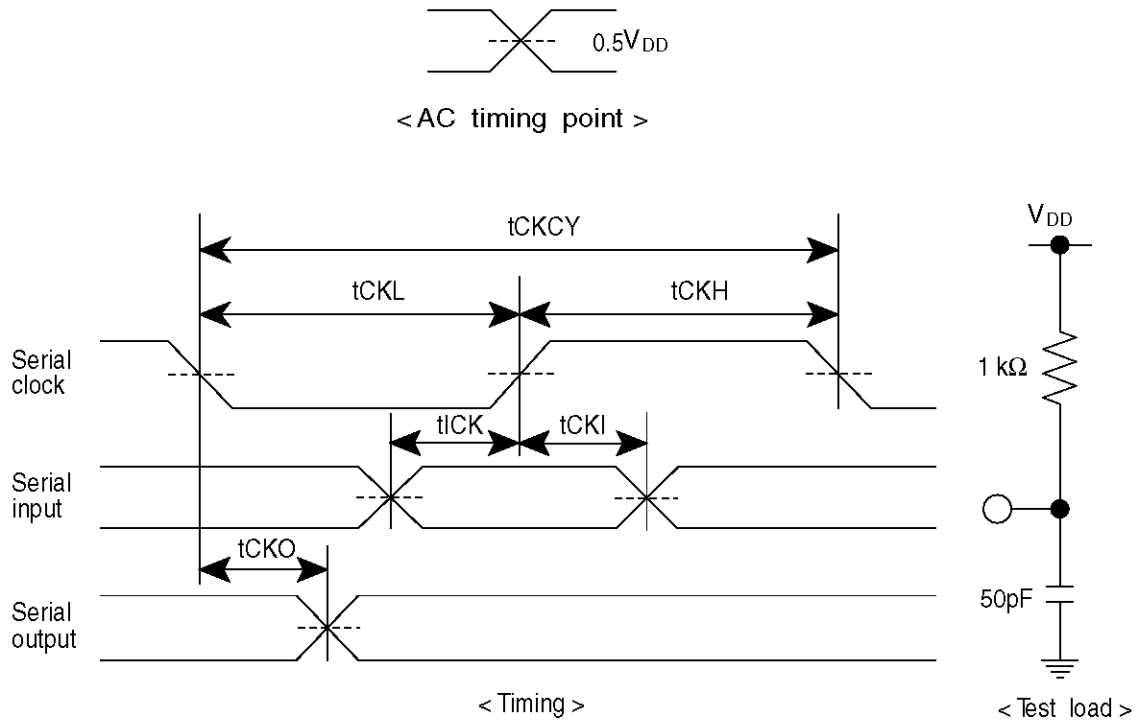 0.5VDD
< AC timing point >
tCKCY
VDD
tCKL
tCKH
Serial
clock
1 kΩ
tICK
tCKI
Serial
input
tCKO
Serial
output
50pF
< Timing >
< Test load >